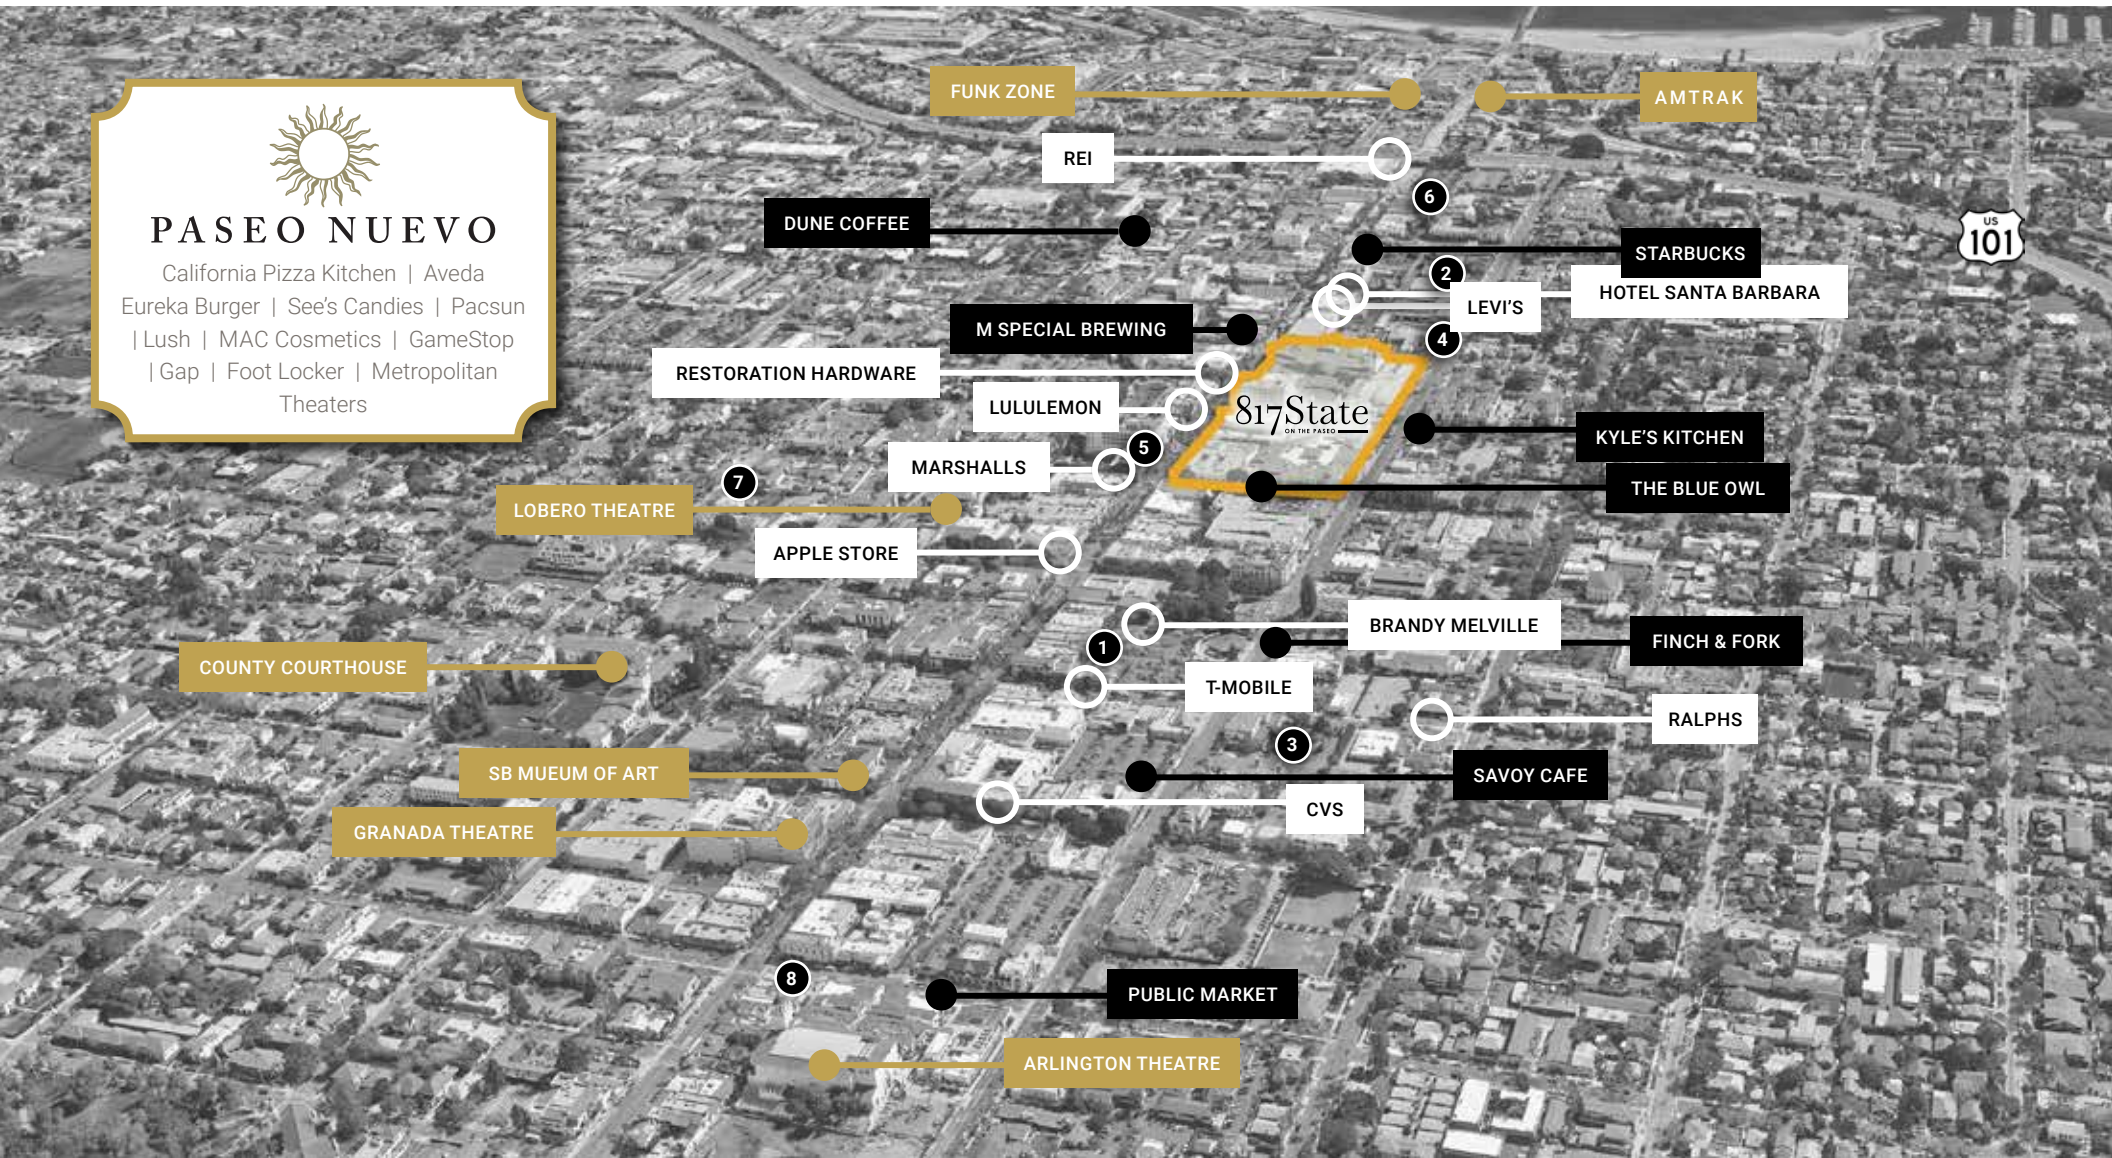 FUNK ZONE
AMTRAK
REI
6
DUNE COFFEE
PASEO NUEVO
California Pizza Kitchen | Aveda
Eureka Burger | See's Candies | Pacsun
| Lush | MAC Cosmetics | GameStop
| Gap | Foot Locker | Metropolitan
Theaters
US
101
STARBUCKS
2
HOTEL SANTA BARBARA
LEVI'S
M SPECIAL BREWING
4
RESTORATION HARDWARE
LULULEMON
817State
ON THE PASEO
KYLE'S KITCHEN
5
MARSHALLS
7
THE BLUE OWL
LOBERO THEATRE
APPLE STORE
BRANDY MELVILLE
FINCH & FORK
1
COUNTY COURTHOUSE
T-MOBILE
RALPHS
3
SB MUEUM OF ART
SAVOY CAFE
CVS
GRANADA THEATRE
8
PUBLIC MARKET
ARLINGTON THEATRE